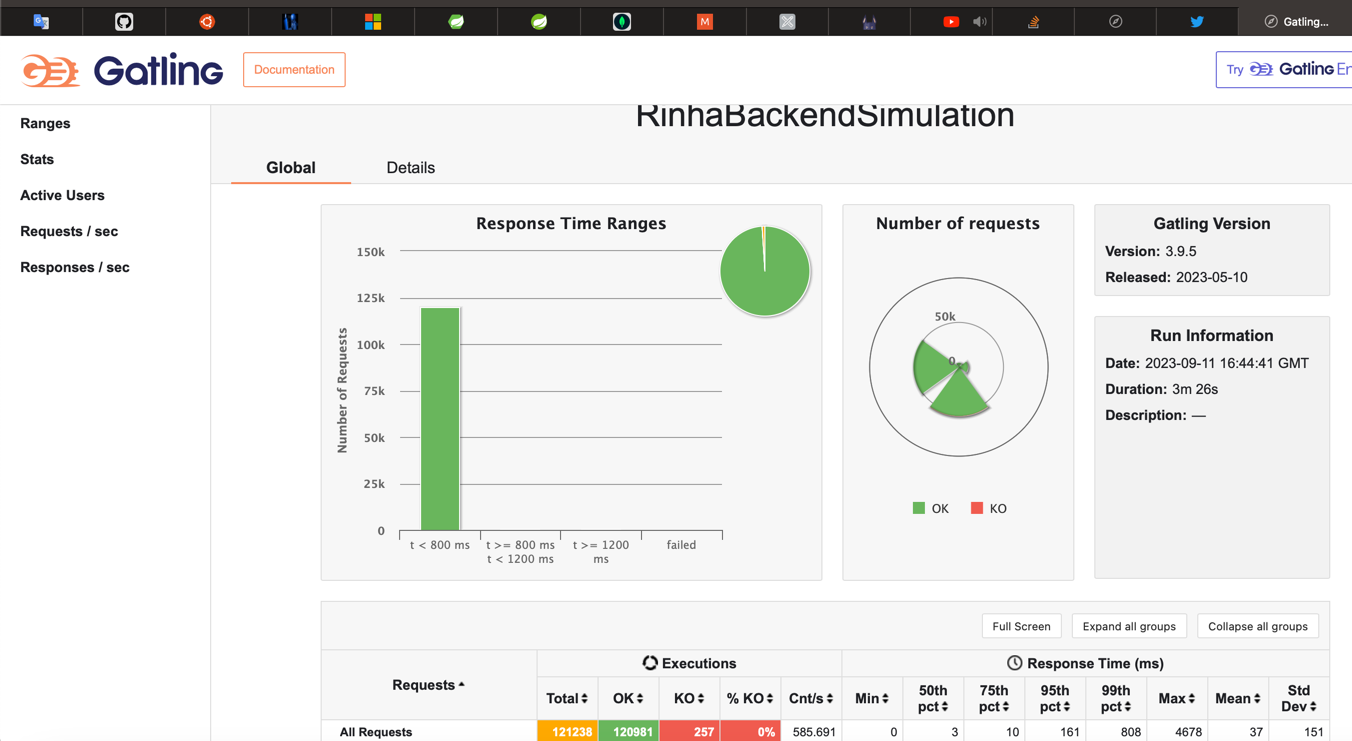 Gatling...
Gatling
Documentation
Try Gatling En
RinhaBackendSimulation
Ranges
Stats
Active Users
Requests / sec
Responses / sec
Global
Details
Response Time Ranges
Number of Requests
150k
125k
100k
75k
50k
25k
0
t < 800 ms
t >= 800 ms
t < 1200 ms
t >= 1200
ms
failed
Number of requests
50k
0
OK
KO
Gatling Version
Version: 3.9.5
Released: 2023-05-10
Run Information
Date: 2023-09-11 16:44:41 GMT
Duration: 3m 26s
Description: —
Full Screen
Expand all groups
Collapse all groups
Requests
Executions
Response Time (ms)
Total
OK
KO
% KO
Cnt/s
Min
50th
pct
75th
pct
95th
pct
99th
pct
Max
Mean
Std
Dev
All Requests 121238 120981 257 0% 585.691 0 3 10 161 808 4678 37 151